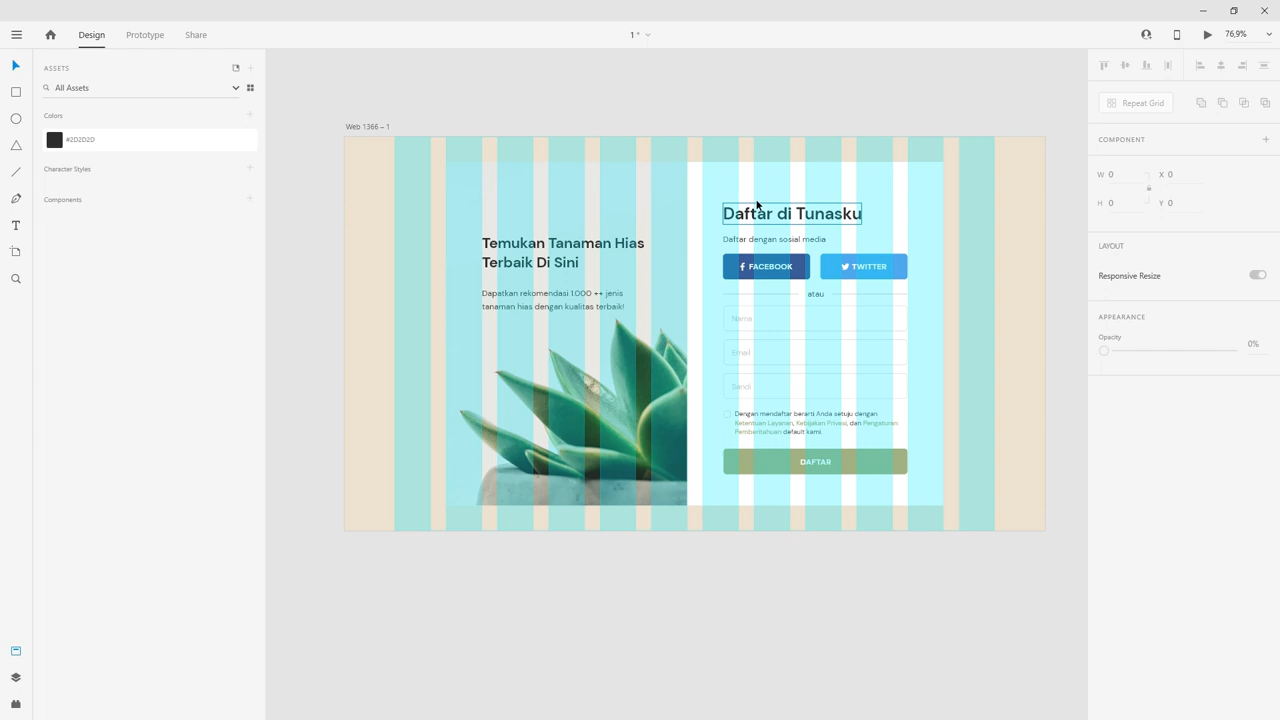 Design
Prototype
Share
1 *
76,9%
ASSETS
All Assets
Colors
#2D2D2D
Character Styles
Components
Web 1366 – 1
Temukan Tanaman Hias
Terbaik Di Sini
Dapatkan rekomendasi 1.000 ++ jenis
tanaman hias dengan kualitas terbaik!
Daftar di Tunasku
Daftar dengan sosial media
FACEBOOK
TWITTER
atau
Nama
Email
Sandi
Dengan mendaftar berarti Anda setuju dengan
Ketentuan Layanan, Kebijakan Privasi, dan Pengaturan
Pemberitahuan default kami.
DAFTAR
Repeat Grid
COMPONENT
W 0
X 0
H 0
Y 0
LAYOUT
Responsive Resize
APPEARANCE
Opacity
0%